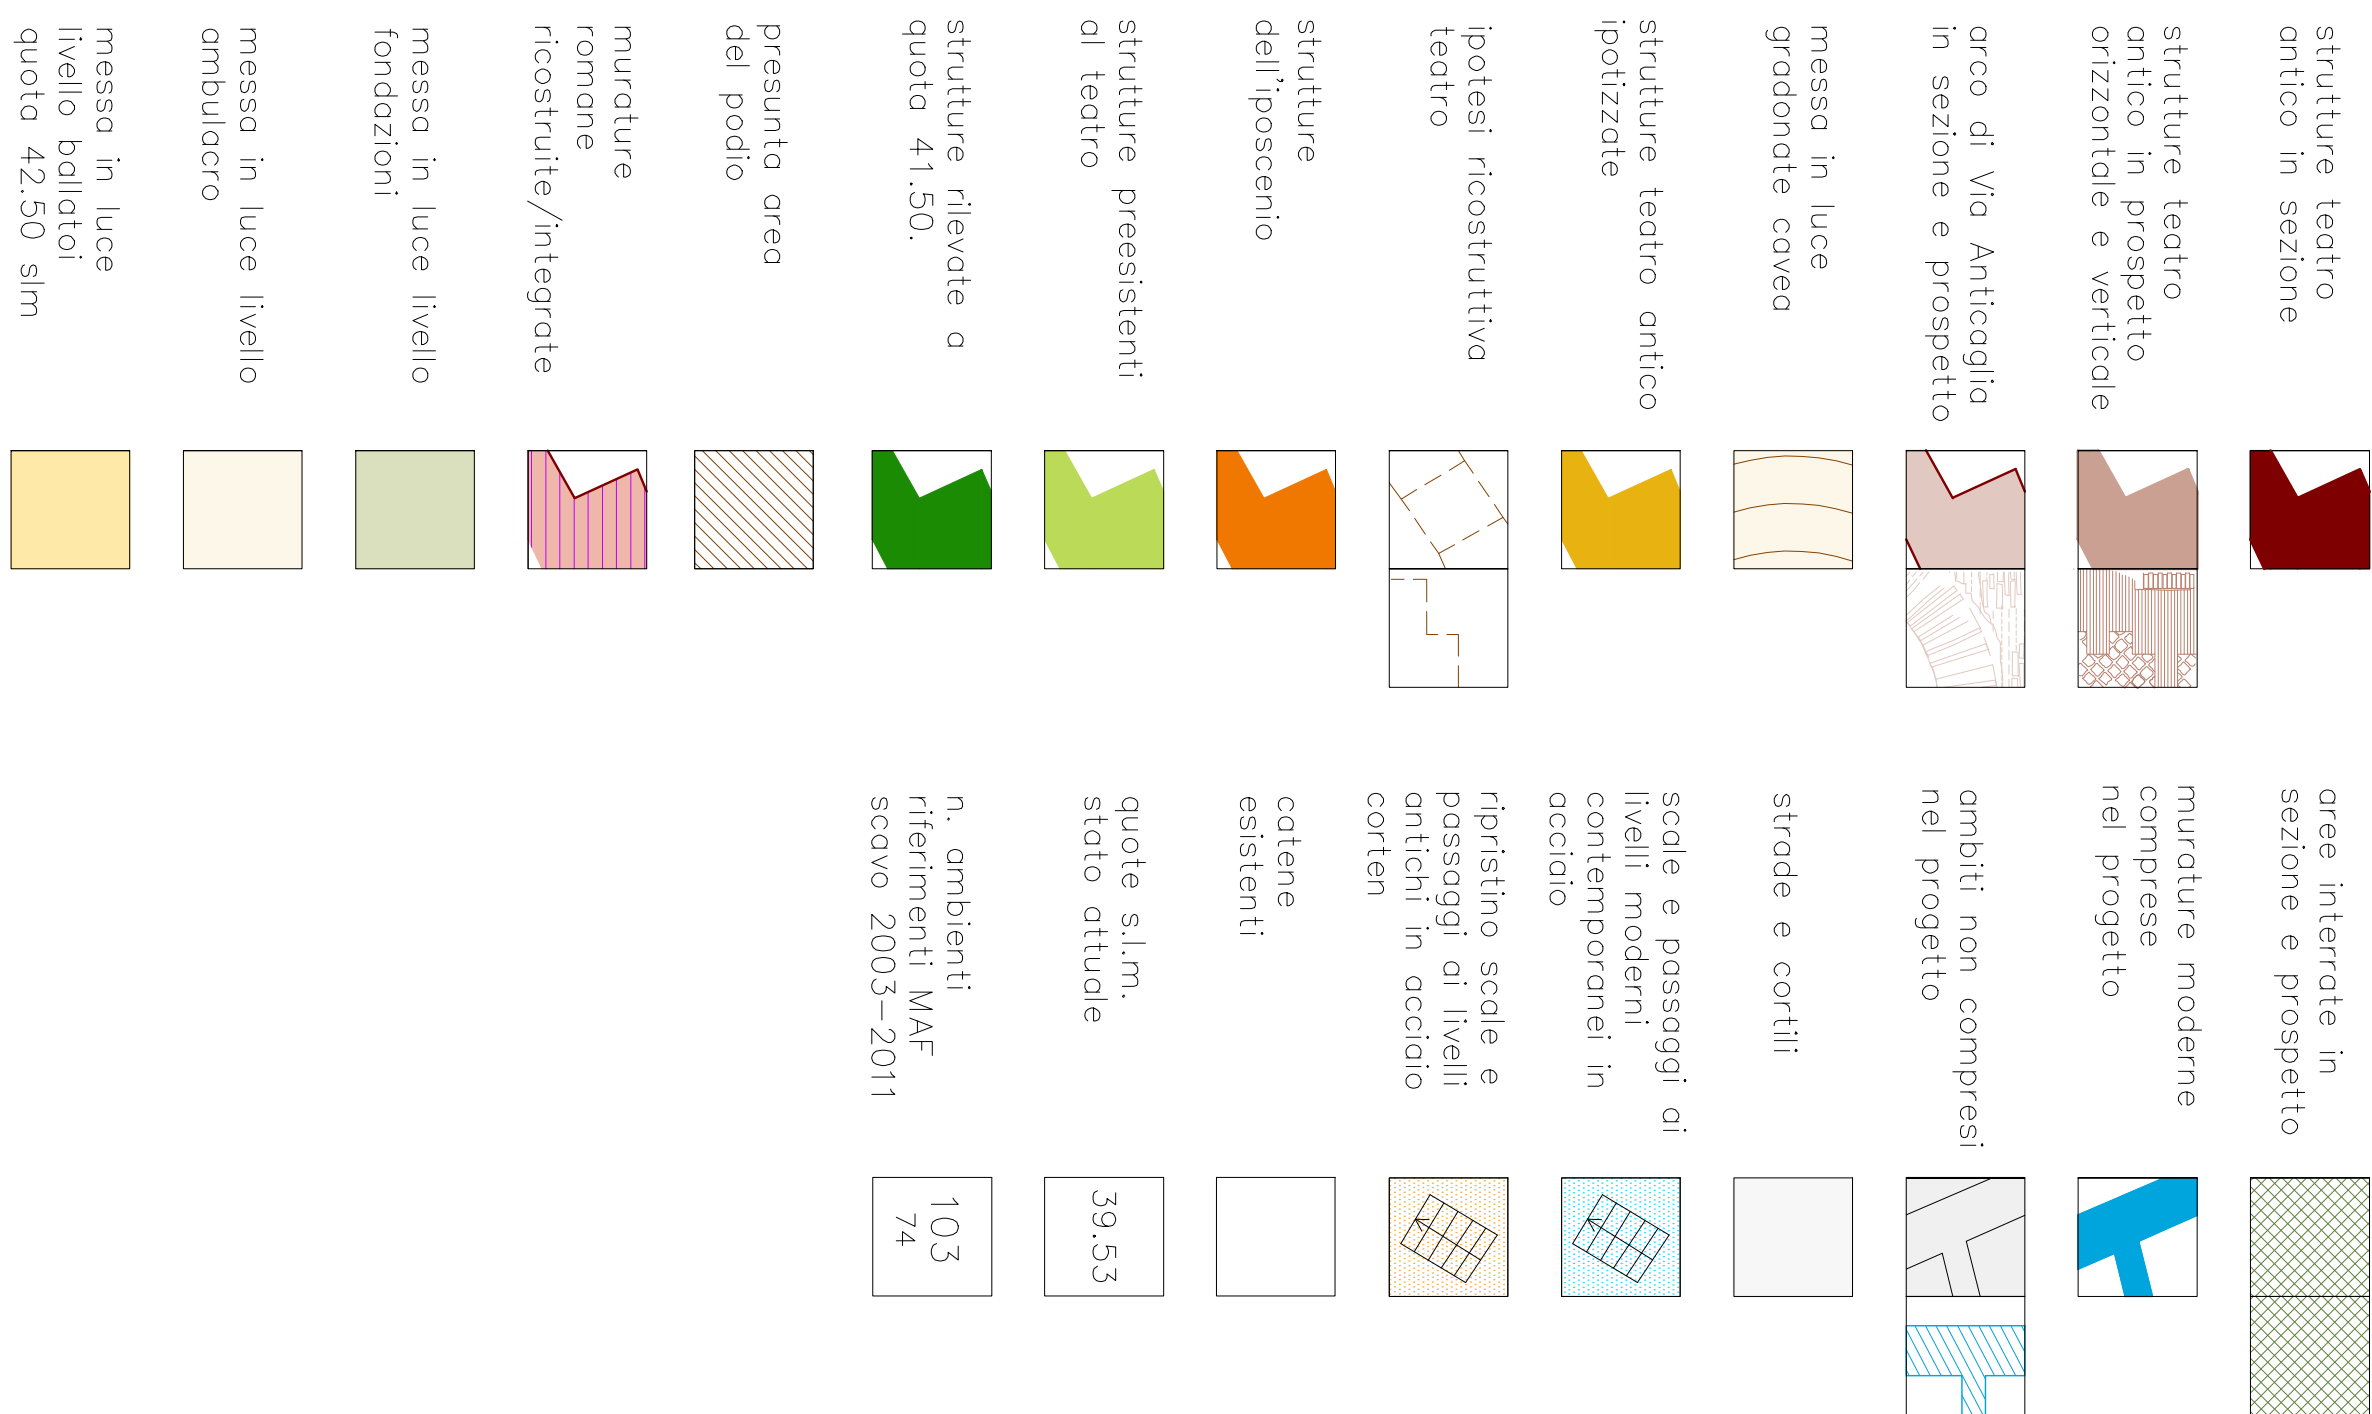 strutture teatro
antico in sezione
strutture teatro
antico in prospetto
orizzontale e verticale
arco di Via Anticaglia
in sezione e prospetto
messa in luce
gradonate cavea
strutture teatro antico
ipotizzate
ipotesi ricostruttiva
teatro
strutture
dell'iposcenio
strutture preesistenti
al teatro
strutture rilevate a
quota 41.50.
presunta area
del podio
murature
romane
ricostruite/integrate
messa in luce livello
fondazioni
messa in luce livello
ambulacro
messa in luce
livello ballatoi
quota 42.50 slm
aree interrate in
sezione e prospetto
murature moderne
comprese
nel progetto
ambiti non compresi
nel progetto
strade e cortili
scale e passaggi ai
livelli moderni
contemporanei in
acciaio
ripristino scale e
passaggi ai livelli
antichi in acciaio
corten
catene
esistenti
quote s.l.m.
stato attuale
39.53
n. ambienti
riferimenti MAF
scavo 2003-2011
103
74